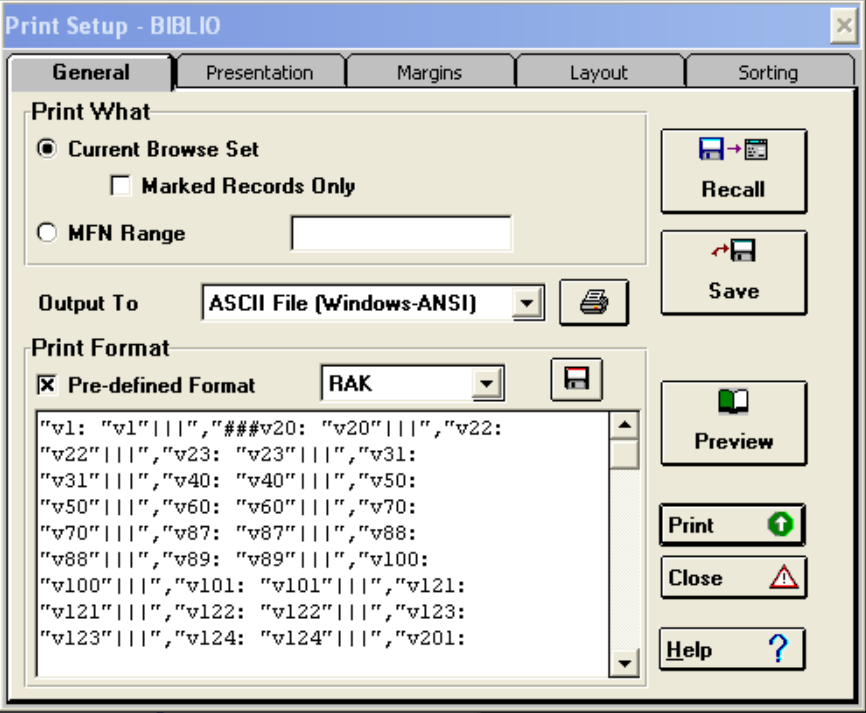 Print Setup - BIBLIO
General
Presentation
Margins
Layout
Sorting
Print What
Current Browse Set
Marked Records Only
MFN Range
Recall
Save
Output To
ASCII File (Windows-ANSI)
Print Format
Pre-defined Format
RAK
"v1: "v1"|||","###v20: "v20"|||","v22:
"v22"|||","v23: "v23"|||","v31:
"v31"|||","v40: "v40"|||","v50:
"v50"|||","v60: "v60"|||","v70:
"v70"|||","v87: "v87"|||","v88:
"v88"|||","v89: "v89"|||","v100:
"v100"|||","v101: "v101"|||","v121:
"v121"|||","v122: "v122"|||","v123:
"v123"|||","v124: "v124"|||","v201:
Preview
Print
Close
Help